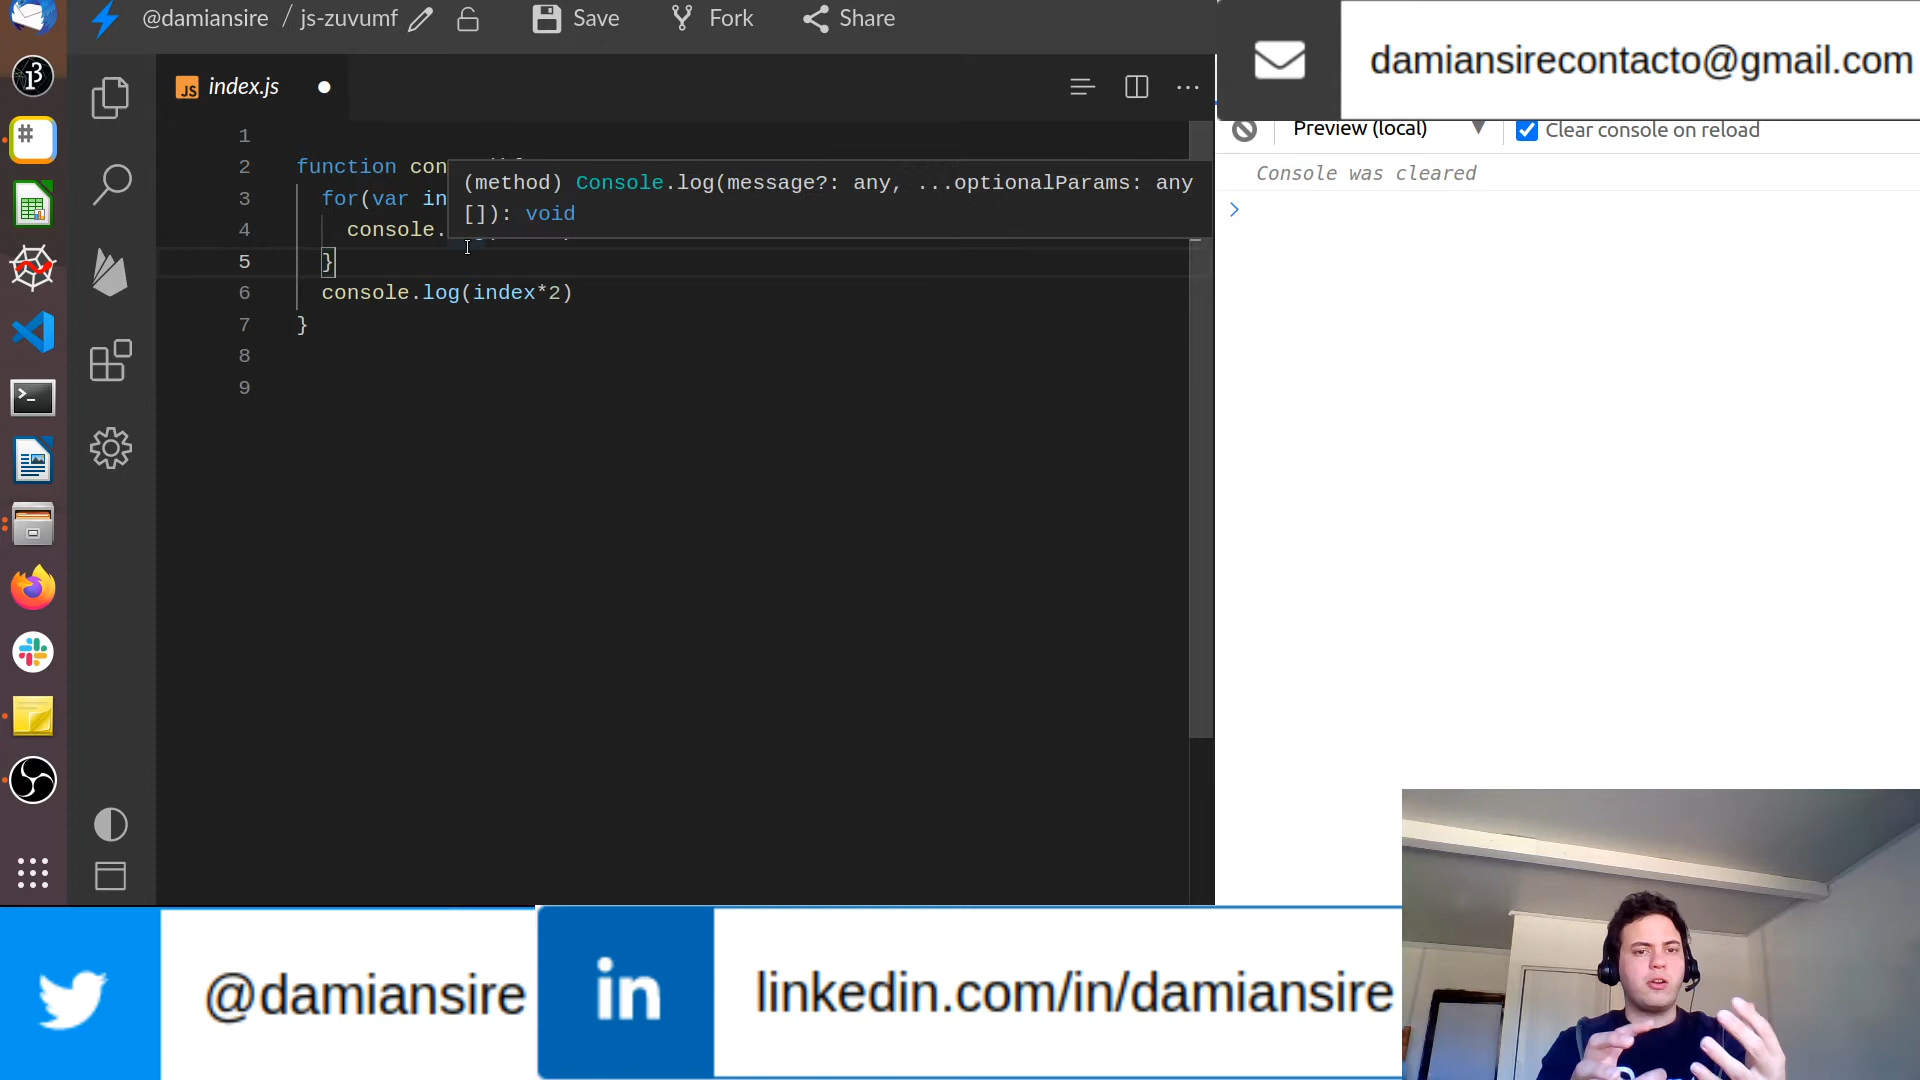 @damiansire / js-zuvumf Save Fork Share
damiansirecontacto@gmail.com
JS index.js
Preview (local) Clear console on reload
Console was cleared
1
2 function con
(method) Console.log(message?: any, ...optionalParams: any
[]): void
3 for(var in
4 console.
5 }
6 console.log(index*2)
7 }
8
9
@damiansire
in linkedin.com/in/damiansire